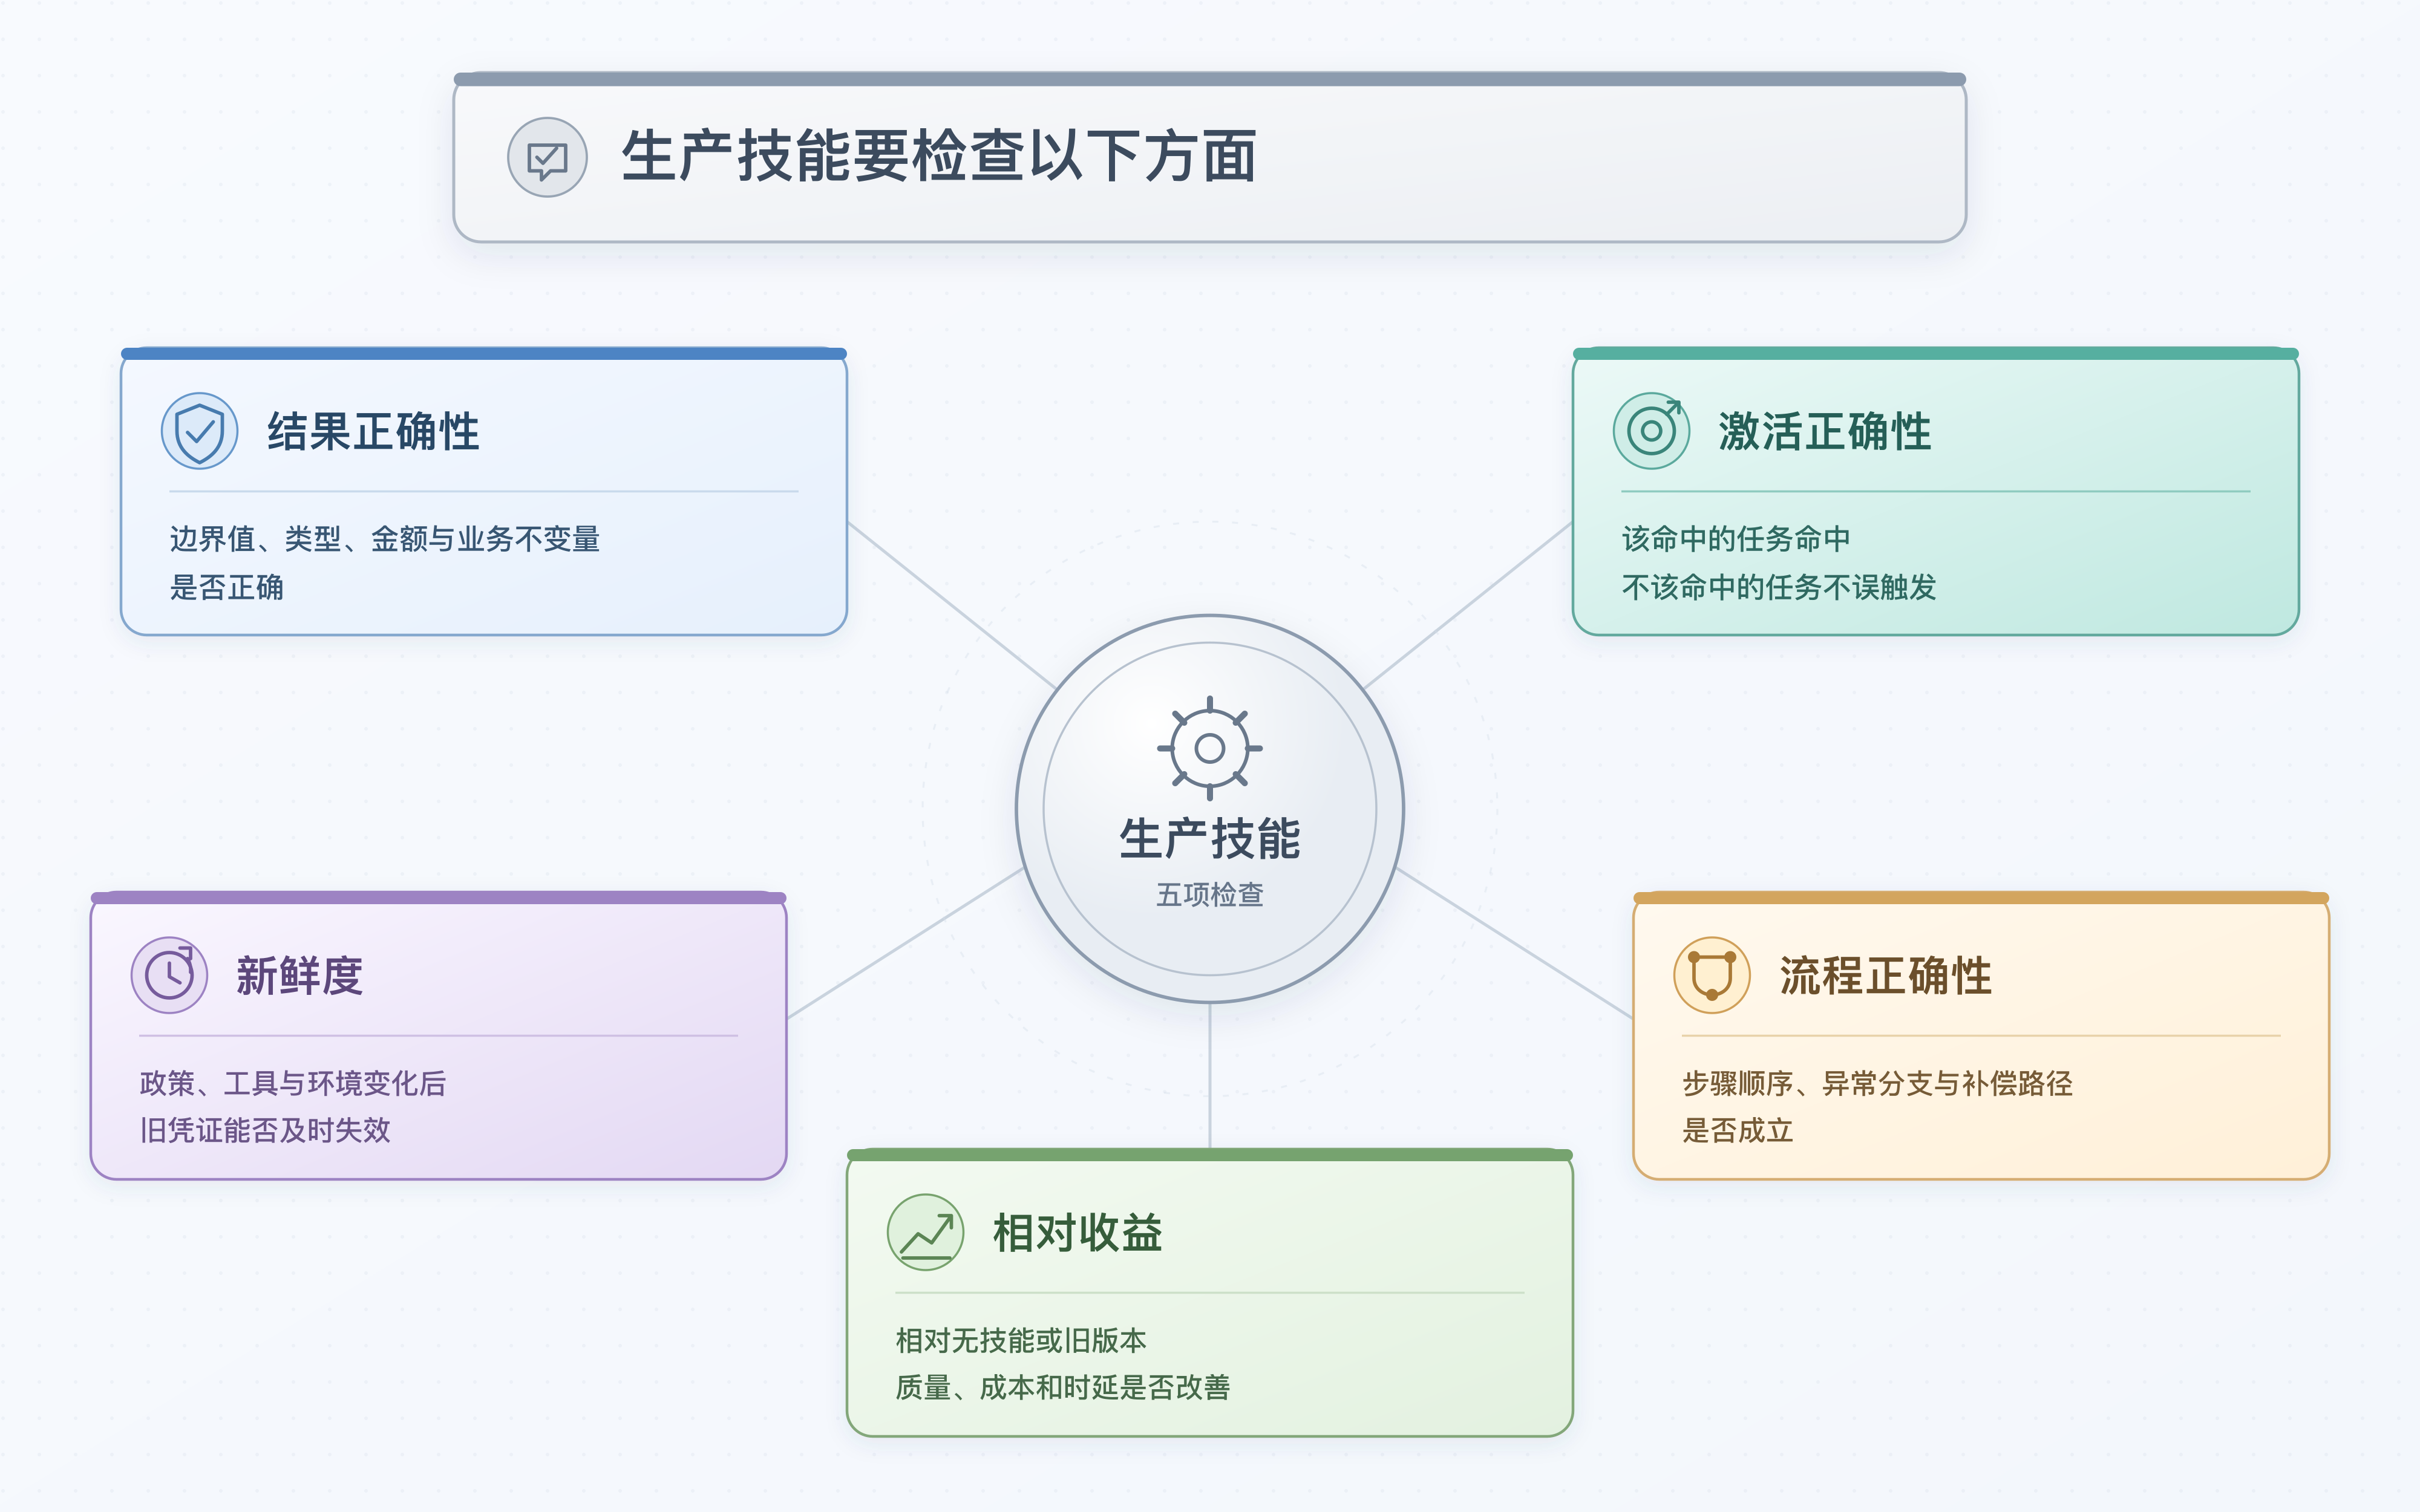 生产技能要检查以下方面
结果正确性
边界值、类型、金额与业务不变量
是否正确
激活正确性
该命中的任务命中
不该命中的任务不误触发
生产技能
五项检查
新鲜度
政策、工具与环境变化后
旧凭证能否及时失效
流程正确性
步骤顺序、异常分支与补偿路径
是否成立
相对收益
相对无技能或旧版本
质量、成本和时延是否改善